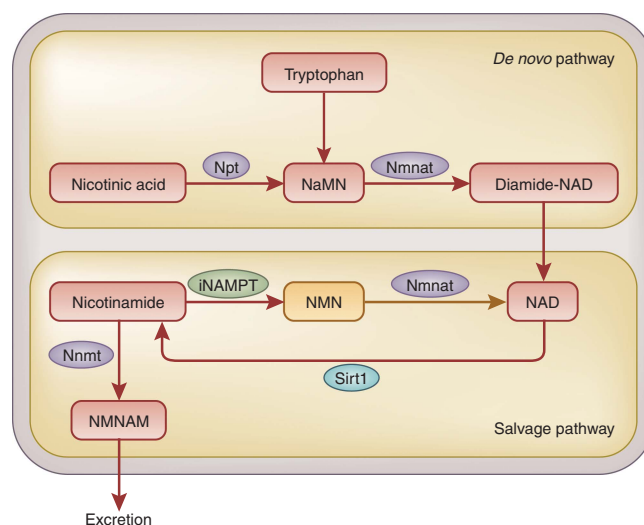 De novo pathway
Tryptophan
Npt
Nmnat
Nicotinic acid
NaMN
Diamide-NAD
iNAMPT
Nmnat
Nicotinamide
NMN
NAD
Nnmt
Sirt1
NMNAM
Salvage pathway
Excretion